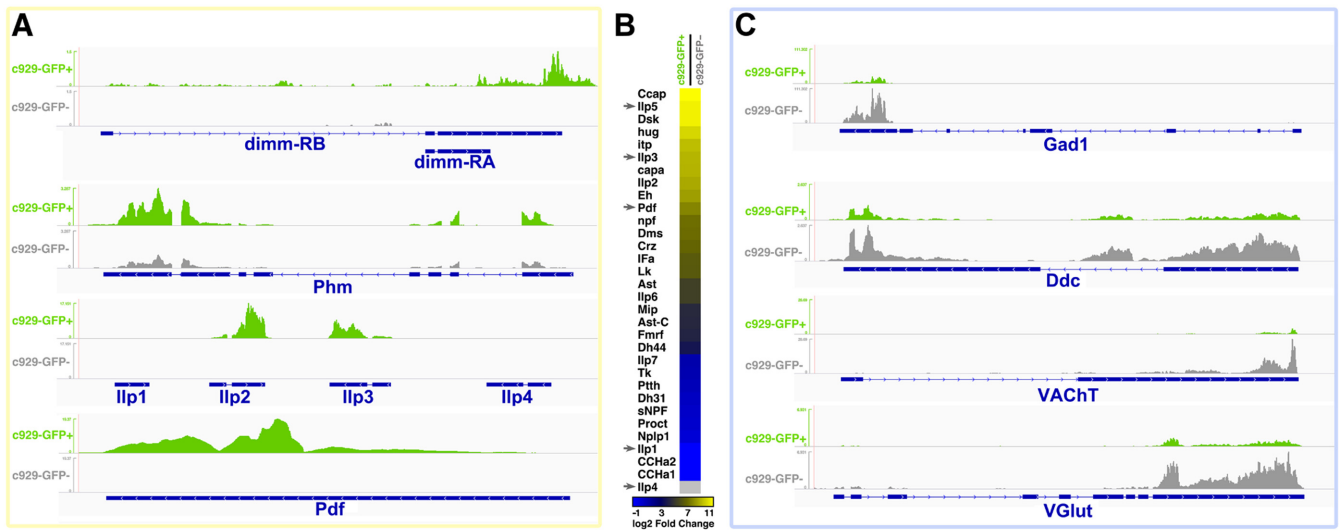 A
c929-GFP+
c929-GFP-
dimm-RB
dimm-RA
c929-GFP+
c929-GFP-
Phm
c929-GFP+
c929-GFP-
Ilp1 Ilp2 Ilp3 Ilp4
c929-GFP+
c929-GFP-
Pdf
B
c929-GFP+
c929-GFP-
Ccap
Ilp5
Dsk
hug
itp
Ilp3
capa
Ilp2
Eh
Pdf
npf
Dms
Crz
IFa
Lk
Ast
Ilp6
Mip
Ast-C
Fmrf
Dh44
Ilp7
Tk
Ptth
Dh31
sNPF
Proct
Nplp1
Ilp1
CCHa2
CCHa1
Ilp4
-1 3 7 11
log2 Fold Change
C
c929-GFP+
c929-GFP-
Gad1
c929-GFP+
c929-GFP-
Ddc
c929-GFP+
c929-GFP-
VAChT
c929-GFP+
c929-GFP-
VGlut